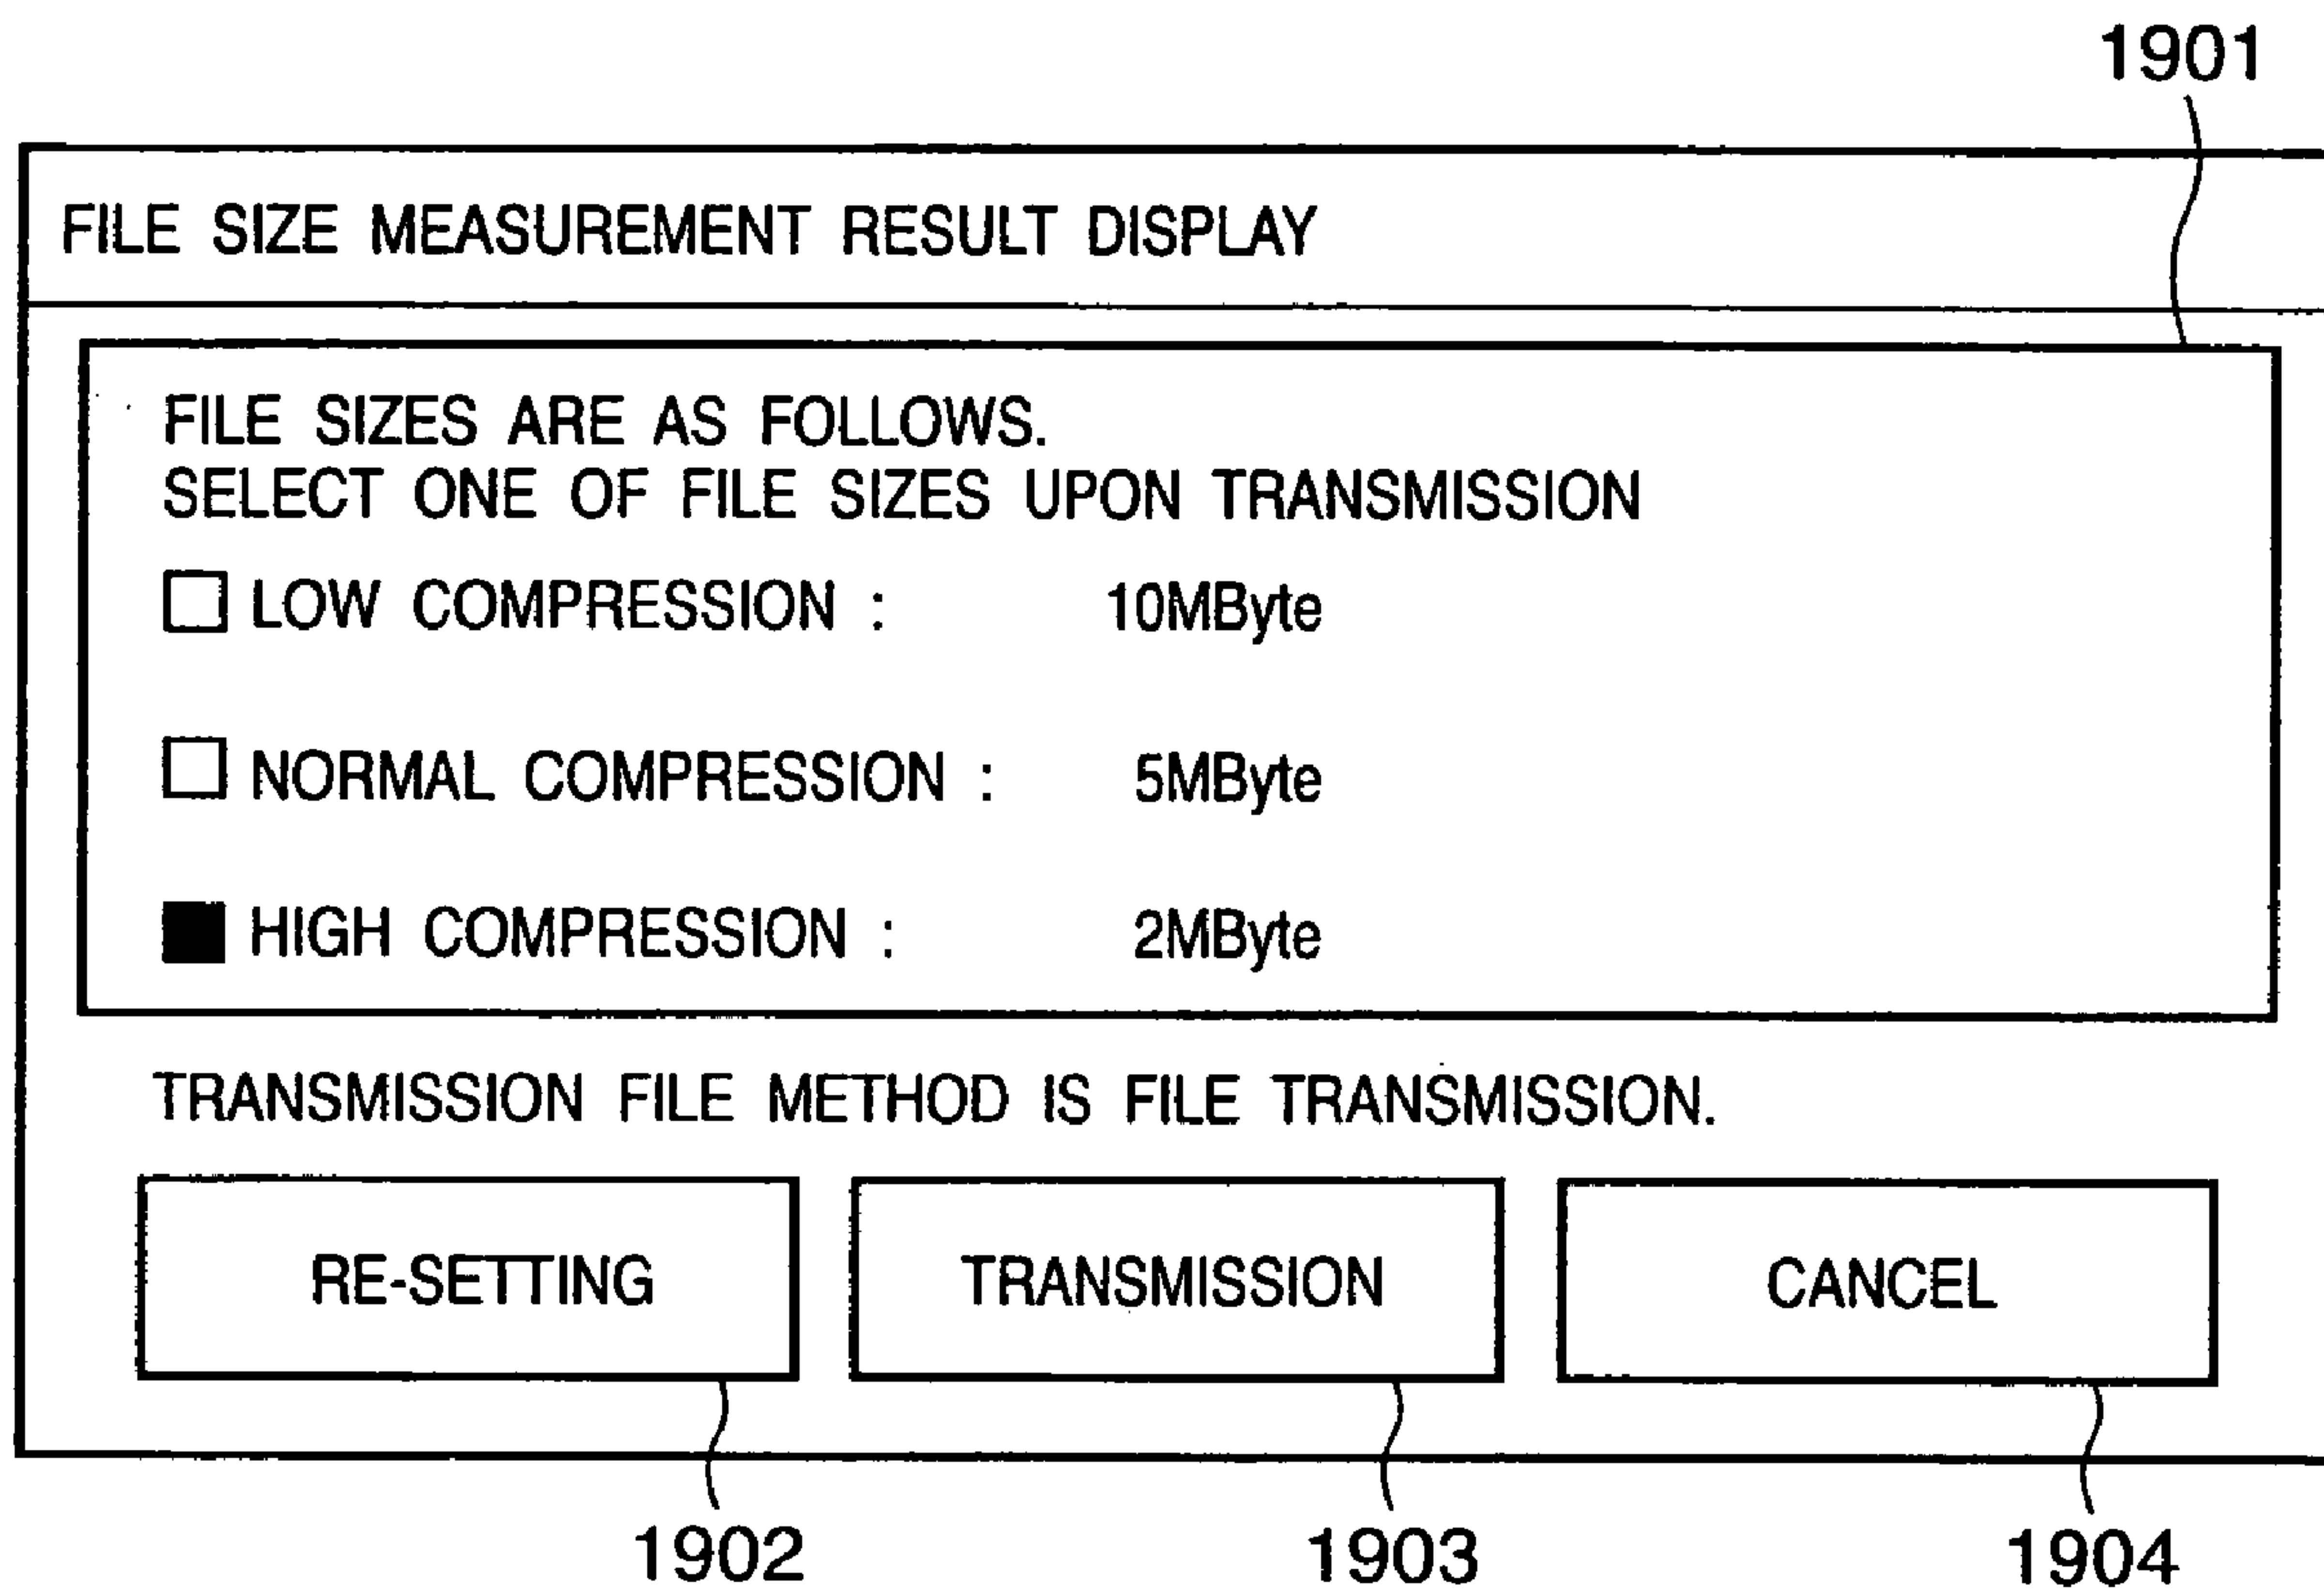 1901
FILE SIZE MEASUREMENT RESULT DISPLAY
FILE SIZES ARE AS FOLLOWS.
SELECT ONE OF FILE SIZES UPON TRANSMISSION
LOW COMPRESSION : 10MByte
NORMAL COMPRESSION : 5MByte
HIGH COMPRESSION : 2MByte
TRANSMISSION FILE METHOD IS FILE TRANSMISSION.
RE-SETTING TRANSMISSION CANCEL
1902 1903 1904